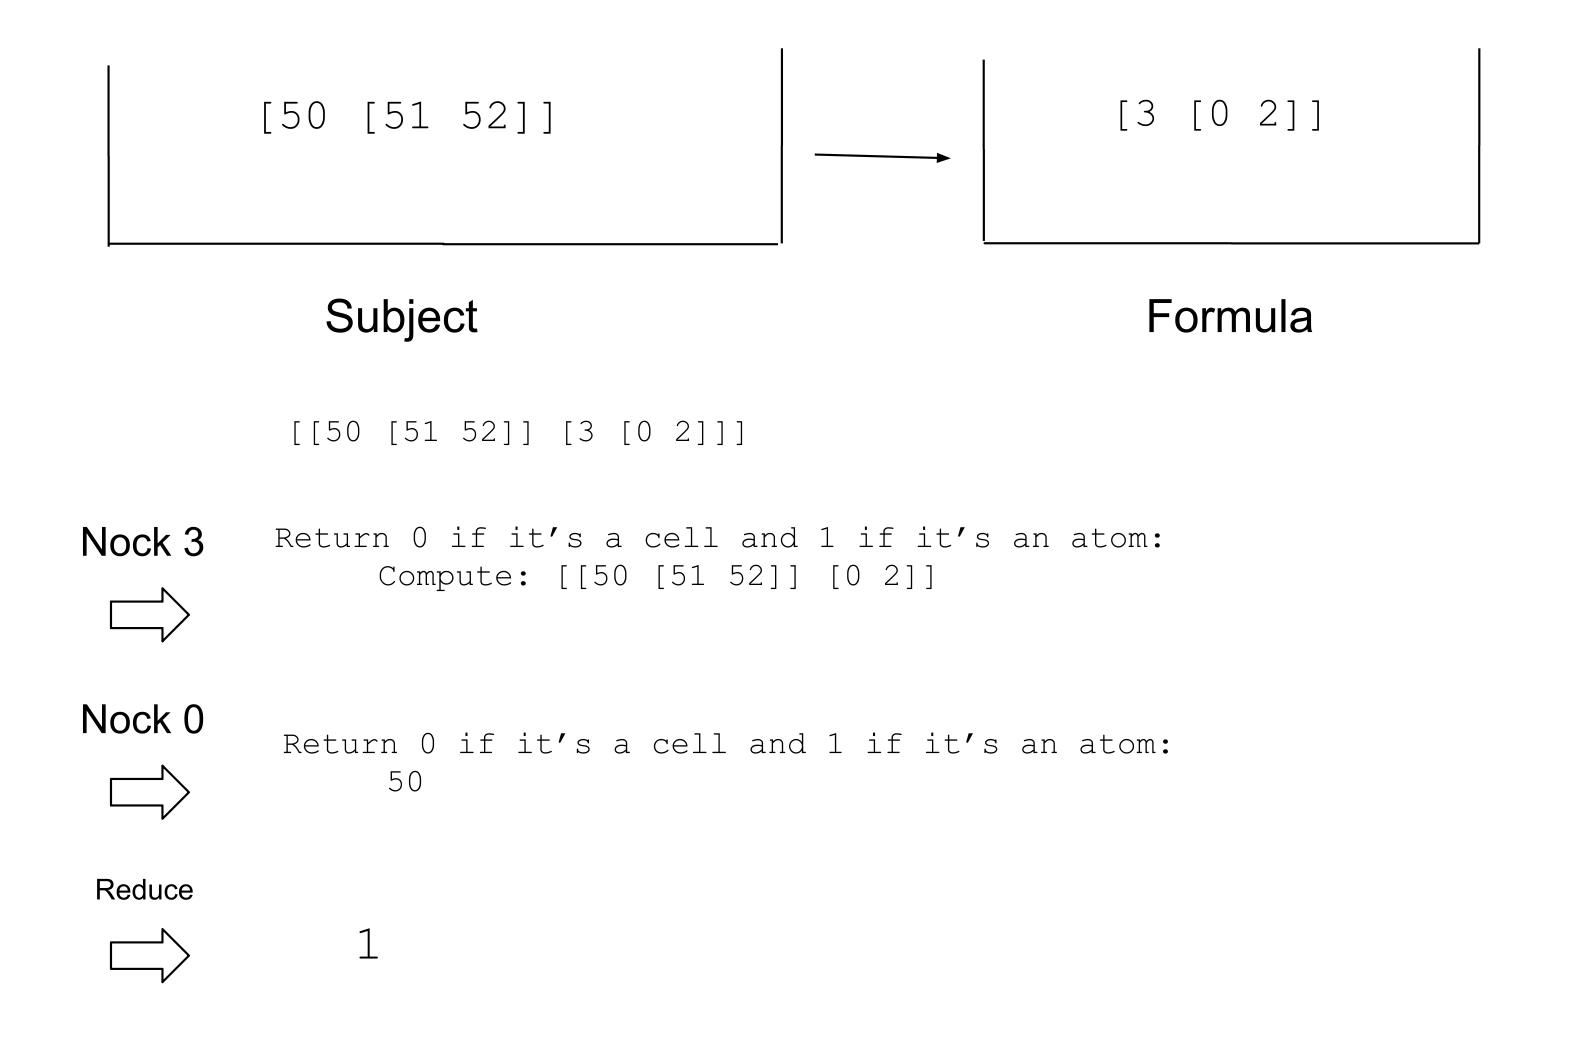 [50 [51 52]]
[3 [0 2]]
Subject
Formula
[[50 [51 52]] [3 [0 2]]]
Nock 3
Return 0 if it’s a cell and 1 if it’s an atom:
Compute: [[50 [51 52]] [0 2]]
Nock 0
Return 0 if it’s a cell and 1 if it’s an atom:
50
Reduce
1